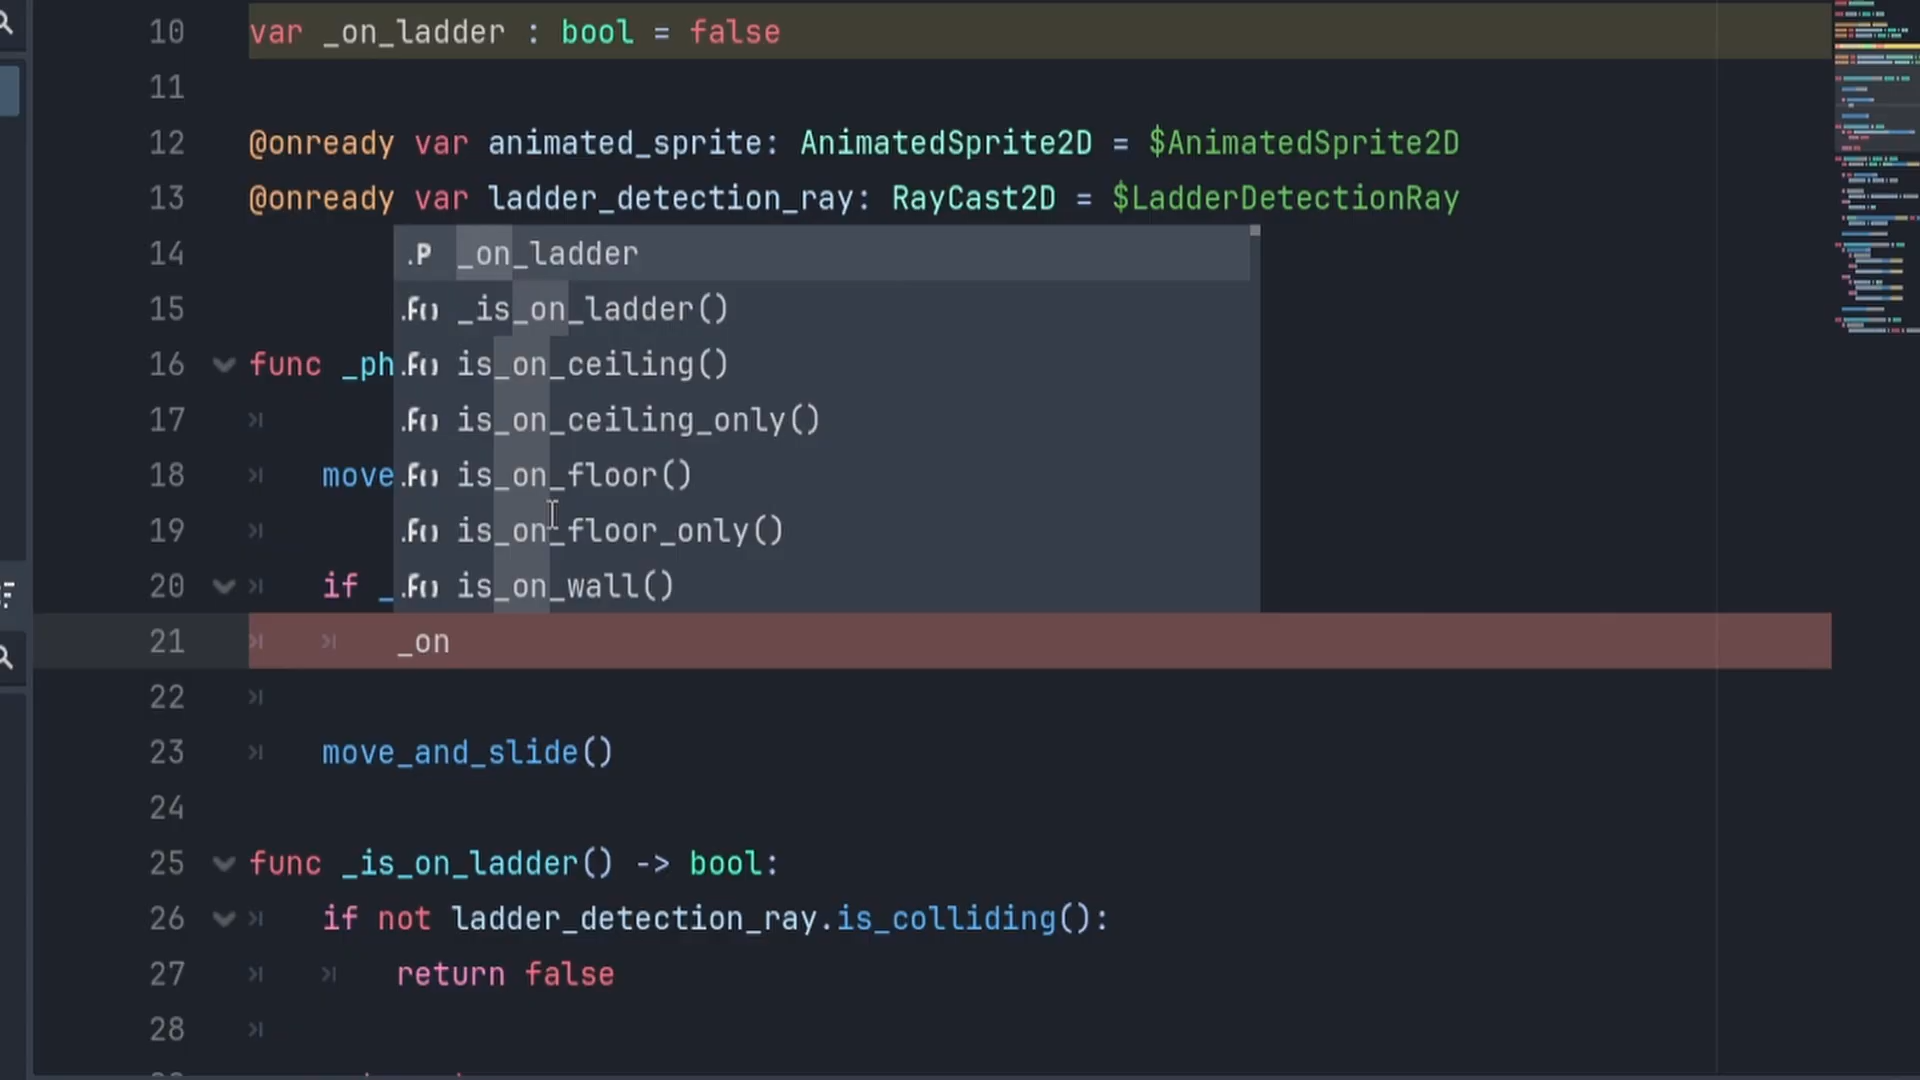 10 var _on_ladder : bool = false
11
12 @onready var animated_sprite: AnimatedSprite2D = $AnimatedSprite2D
13 @onready var ladder_detection_ray: RayCast2D = $LadderDetectionRay
14 .P _on_ladder
15 .F() _is_on_ladder()
16 func _ph .F() is_on_ceiling()
17 .F() is_on_ceiling_only()
18 move .F() is_on_floor()
19 .F() is_on_floor_only()
20 if _ .F() is_on_wall()
21 _on
22
23 move_and_slide()
24
25 func _is_on_ladder() -> bool:
26 if not ladder_detection_ray.is_colliding():
27 return false
28